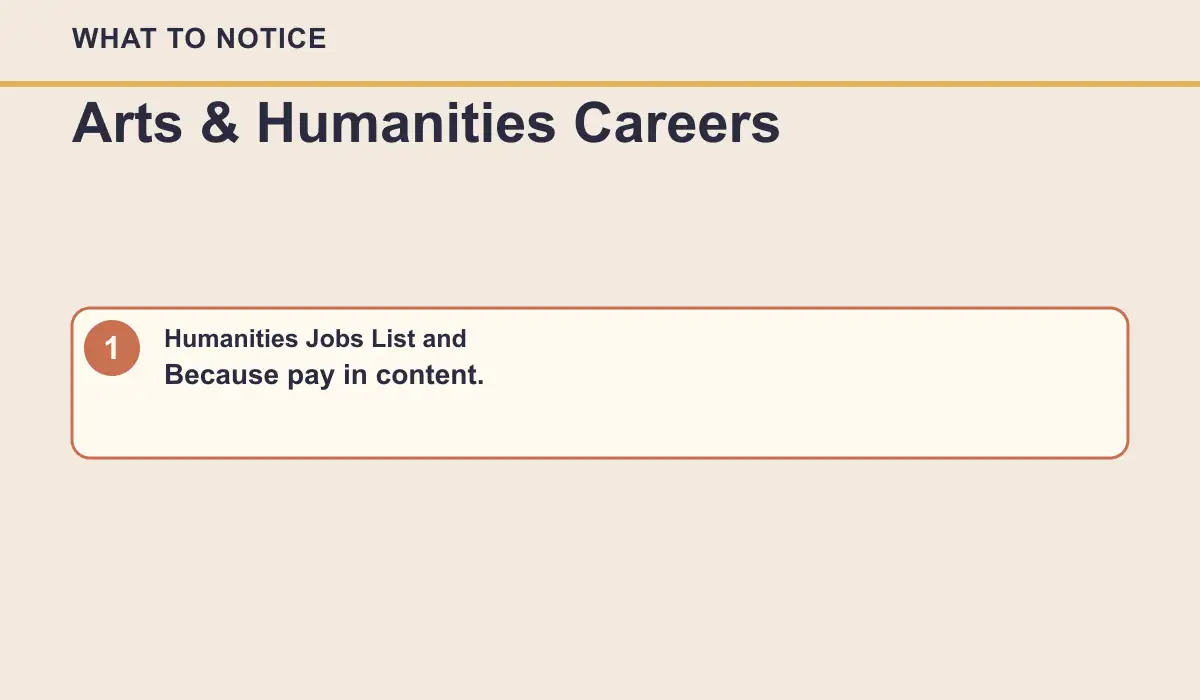 WHAT TO NOTICE
Arts & Humanities Careers
1
Humanities Jobs List and
Because pay in content.